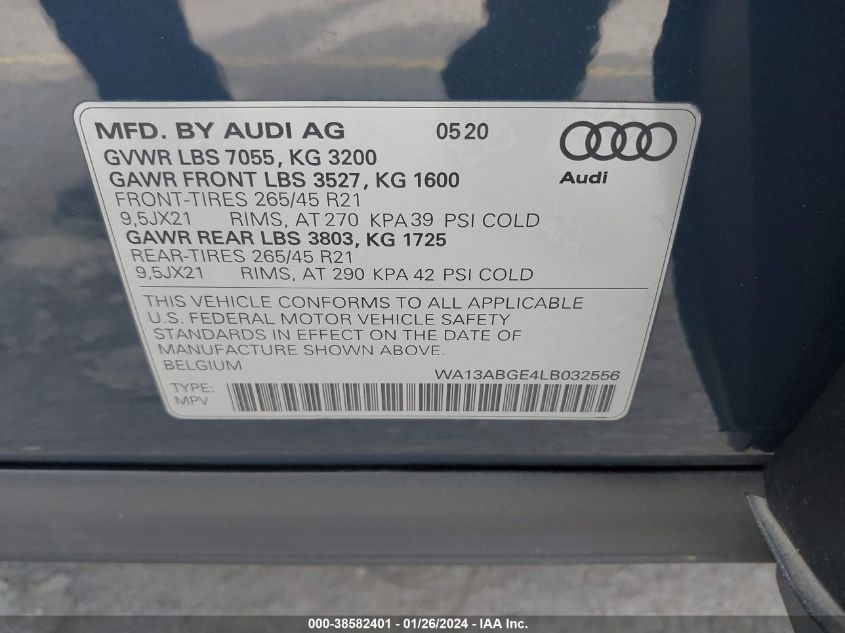 MFD. BY AUDI AG 0520
GVWR LBS 7055, KG 3200
GAWR FRONT LBS 3527, KG 1600
Audi
FRONT-TIRES 265/45 R21
9,5JX21 RIMS, AT 270 KPA 39 PSI COLD
GAWR REAR LBS 3803, KG 1725
REAR-TIRES 265/45 R21
9,5JX21 RIMS, AT 290 KPA 42 PSI COLD
THIS VEHICLE CONFORMS TO ALL APPLICABLE
U.S. FEDERAL MOTOR VEHICLE SAFETY
STANDARDS IN EFFECT ON THE DATE OF
MANUFACTURE SHOWN ABOVE.
BELGIUM WA13ABGE4LB032556
TYPE:
MPV
000-38582401 - 01/26/2024 - www.iaai.com